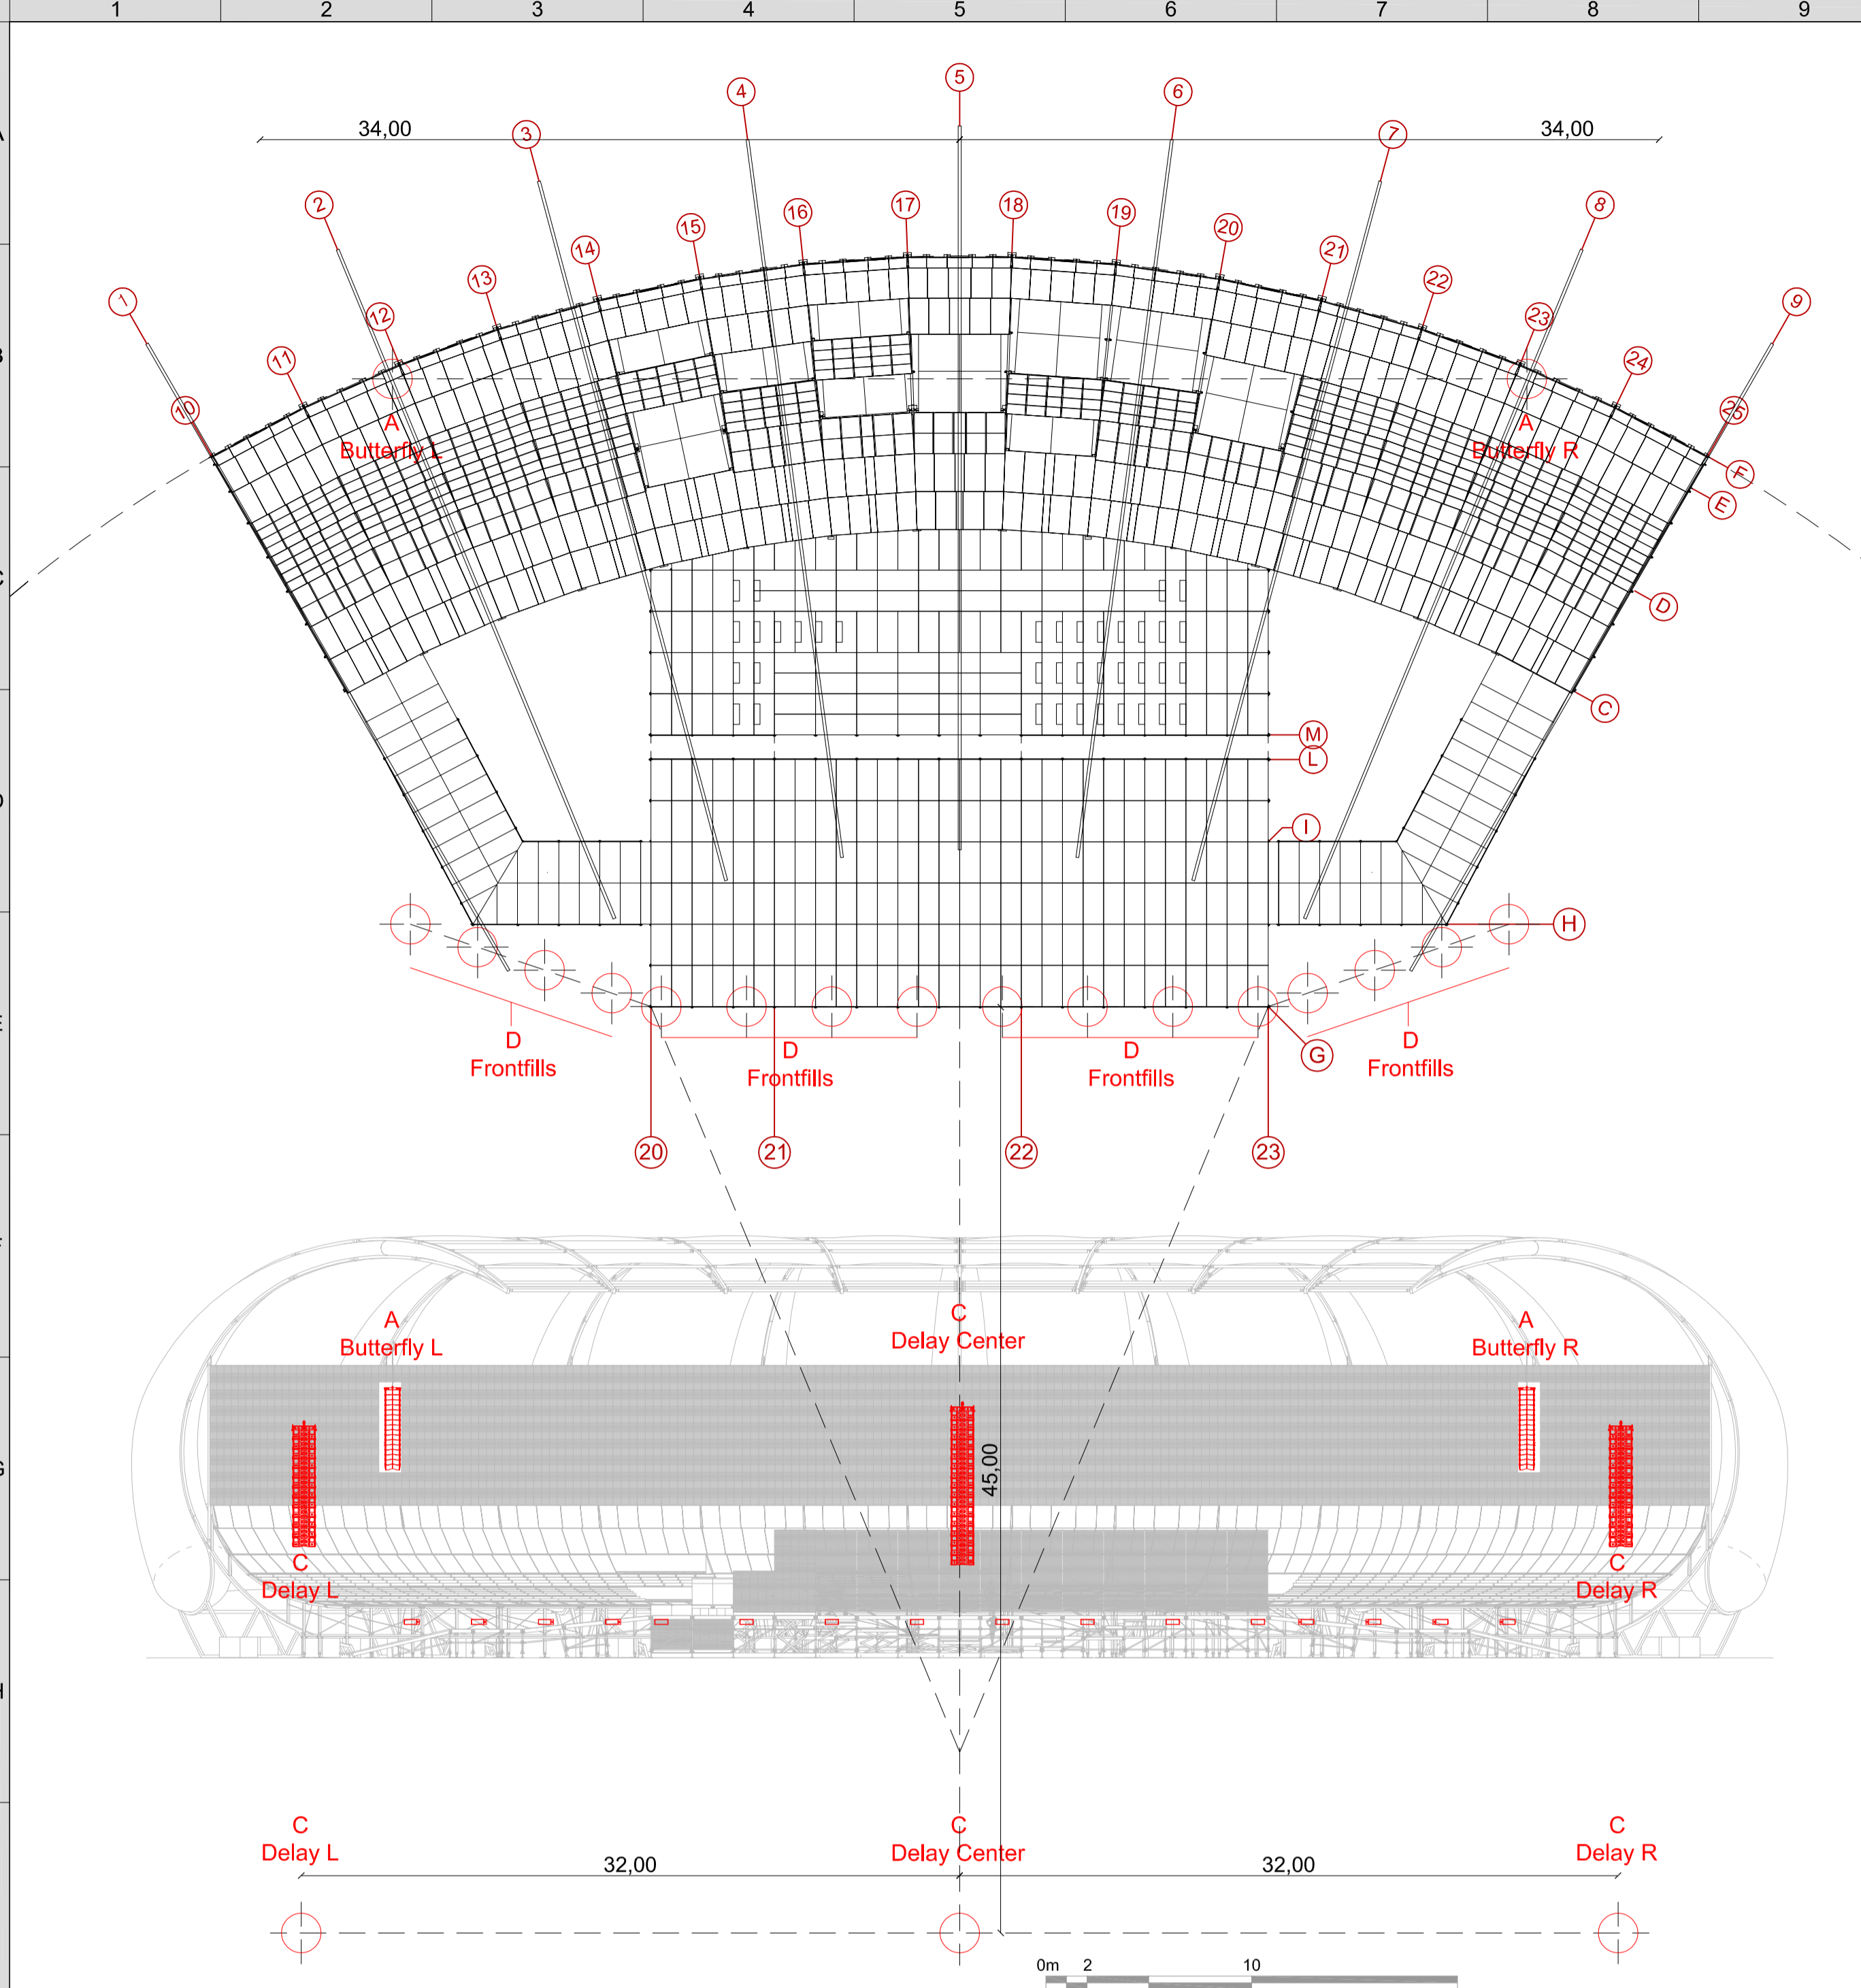 1 2 3 4 5 6 7 8 9
5
4 6
34,00 34,00
A
3 7
2 8
17 18
16 19
15 20
14 21
13 22
1 9
12 23
B
11 24
10 25
A
Butterfly L
A
Butterfly R
F
E
C
D
C
M
L
D
I
H
E
D
Frontfills
D
Frontfills
D
Frontfills
D
Frontfills
G
20 21 22 23
A
Butterfly L
C
Delay Center
A
Butterfly R
G
45,00
C
Delay L
C
Delay R
H
C
Delay L
C
Delay Center
C
Delay R
32,00 32,00
0m 2 10